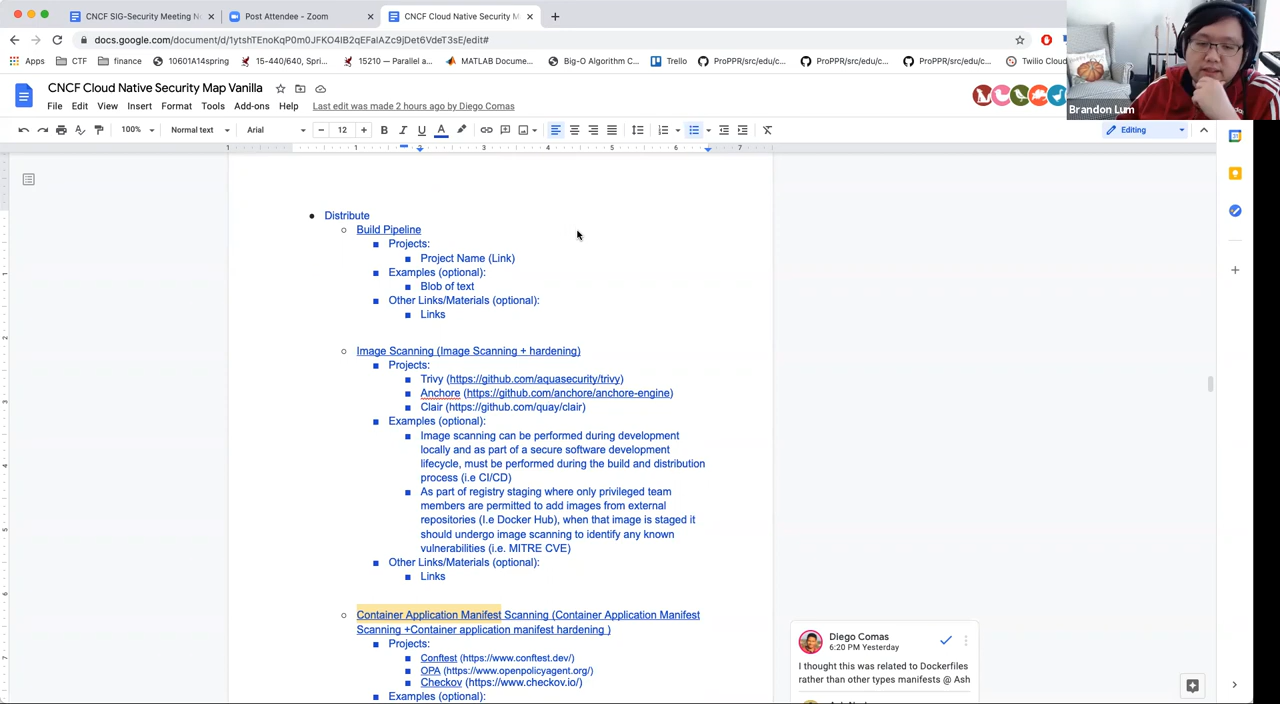 CNCF SIG-Security Meeting N
Post Attendee - Zoom
CNCF Cloud Native Security M
docs.google.com/document/d/1ytshTEnoKqP0m0JFKO4IB2qEFaIAZc9jDet6VdeT3sE/edit#
Apps
CTF
finance
10601A14spring
15-440/640, Spri...
15210 — Parallel a...
MATLAB Docume...
Big-O Algorithm C...
Trello
ProPPR/src/edu/c...
ProPPR/src/edu/c...
ProPPR/src/edu/c...
Twilio Clou
Brandon Lum
CNCF Cloud Native Security Map Vanilla
File Edit View Insert Format Tools Add-ons Help
Last edit was made 2 hours ago by Diego Comas
100% Normal text Arial 12
Editing
1 1 2 3 4 5 6 7
Distribute
Build Pipeline
Projects:
Project Name (Link)
Examples (optional):
Blob of text
Other Links/Materials (optional):
Links
Image Scanning (Image Scanning + hardening)
Projects:
Trivy (https://github.com/aquasecurity/trivy)
Anchore (https://github.com/anchore/anchore-engine)
Clair (https://github.com/quay/clair)
Examples (optional):
Image scanning can be performed during development
locally and as part of a secure software development
lifecycle, must be performed during the build and distribution
process (i.e CI/CD)
As part of registry staging where only privileged team
members are permitted to add images from external
repositories (I.e Docker Hub), when that image is staged it
should undergo image scanning to identify any known
vulnerabilities (i.e. MITRE CVE)
Other Links/Materials (optional):
Links
Container Application Manifest Scanning (Container Application Manifest
Scanning +Container application manifest hardening )
Projects:
Conftest (https://www.conftest.dev/)
OPA (https://www.openpolicyagent.org/)
Checkov (https://www.checkov.io/)
Examples (optional):
Diego Comas
6:20 PM Yesterday
I thought this was related to Dockerfiles
rather than other types manifests @ Ash